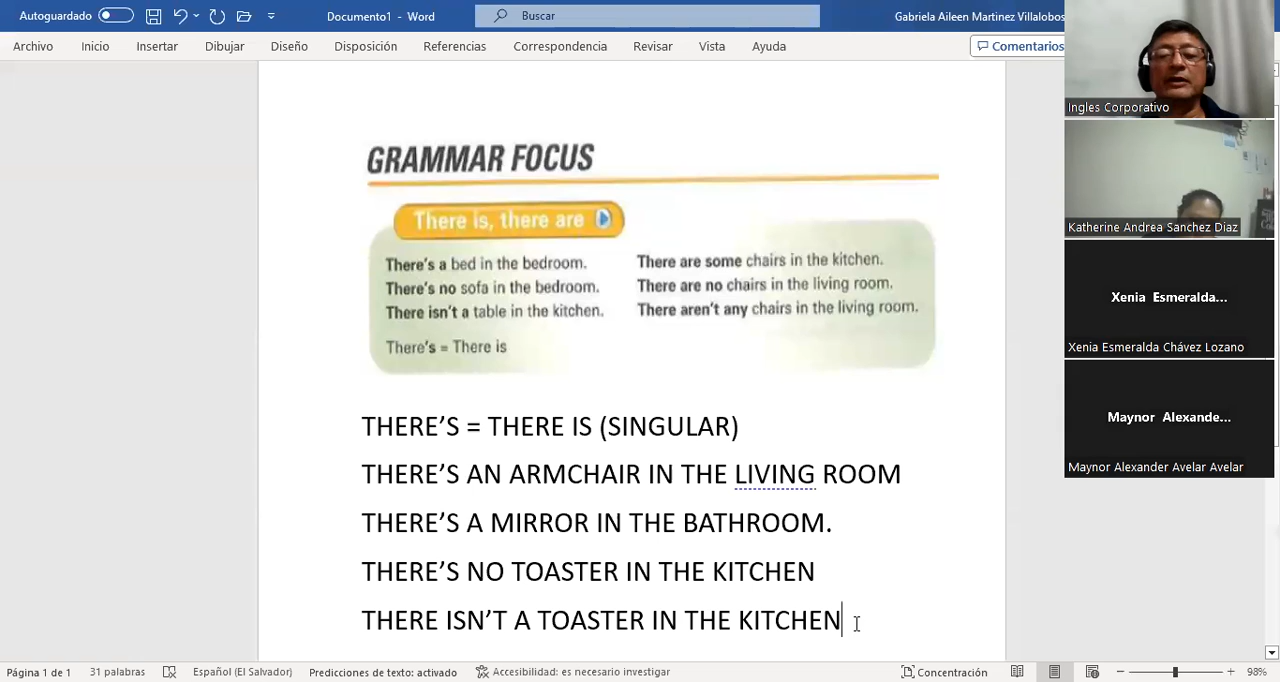 Autoguardado
Documento1 - Word
Buscar
Gabriela Aileen Martinez Villalobos
Archivo Inicio Insertar Dibujar Diseño Disposición Referencias Correspondencia Revisar Vista Ayuda
Comentarios
GRAMMAR FOCUS
There is, there are
There's a bed in the bedroom.
There's no sofa in the bedroom.
There isn't a table in the kitchen.
There's = There is
There are some chairs in the kitchen.
There are no chairs in the living room.
There aren't any chairs in the living room.
THERE’S = THERE IS (SINGULAR)
THERE’S AN ARMCHAIR IN THE LIVING ROOM
THERE’S A MIRROR IN THE BATHROOM.
THERE’S NO TOASTER IN THE KITCHEN
THERE ISN’T A TOASTER IN THE KITCHEN
Ingles Corporativo
Katherine Andrea Sanchez Diaz
Xenia Esmeralda...
Xenia Esmeralda Chávez Lozano
Maynor Alexande...
Maynor Alexander Avelar Avelar
Página 1 de 1 31 palabras Español (El Salvador) Predicciones de texto: activado Accesibilidad: es necesario investigar Concentración 98%